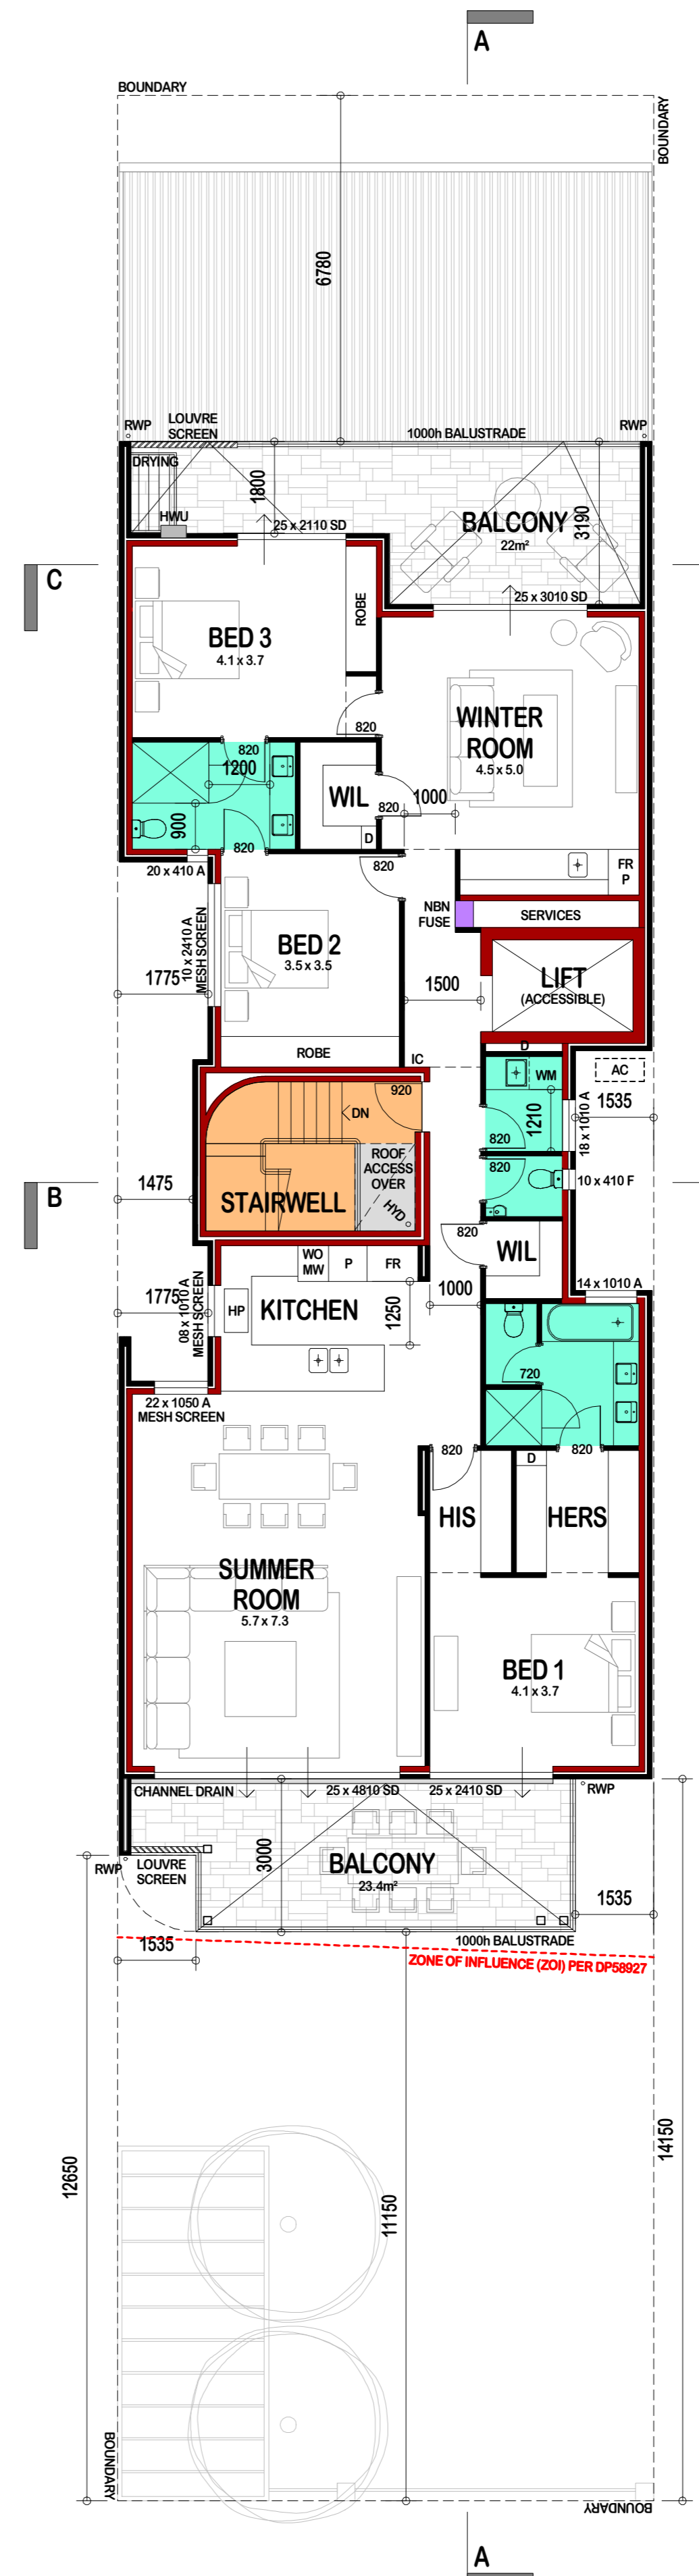 A
BOUNDARY
BOUNDARY
6780
RWP
LOUVRE
SCREEN
1000h BALUSTRADE
RWP
DRYING
HWU
1800
25 x 2110 SD
BALCONY
22m²
3190
C
25 x 3010 SD
BED 3
4.1 x 3.7
ROBE
WINTER
ROOM
4.5 x 5.0
820
820
1200
WIL
820
1000
900
D
820
20 x 410 A
820
FR
P
10 x 2410 A
MESH SCREEN
NBN
FUSE
SERVICES
BED 2
3.5 x 3.5
1775
1500
LIFT
(ACCESSIBLE)
ROBE
IC
D
WM
AC
920
DN
1210
820
18 x 1010 A
1535
ROOF
ACCESS
OVER
820
10 x 410 F
B
1475
STAIRWELL
HYD
820
WIL
WO
MW
P
FR
1775
08 x 1010 A
MESH SCREEN
HP
KITCHEN
1250
1000
14 x 1010 A
720
22 x 1050 A
MESH SCREEN
820
D
820
HIS
HERS
SUMMER
ROOM
5.7 x 7.3
BED 1
4.1 x 3.7
CHANNEL DRAIN
25 x 4810 SD
25 x 2410 SD
RWP
3000
BALCONY
23.4m²
RWP
LOUVRE
SCREEN
1535
1535
1000h BALUSTRADE
ZONE OF INFLUENCE (ZOI) PER DP58927
12650
11150
14150
BOUNDARY
BOUNDARY
A